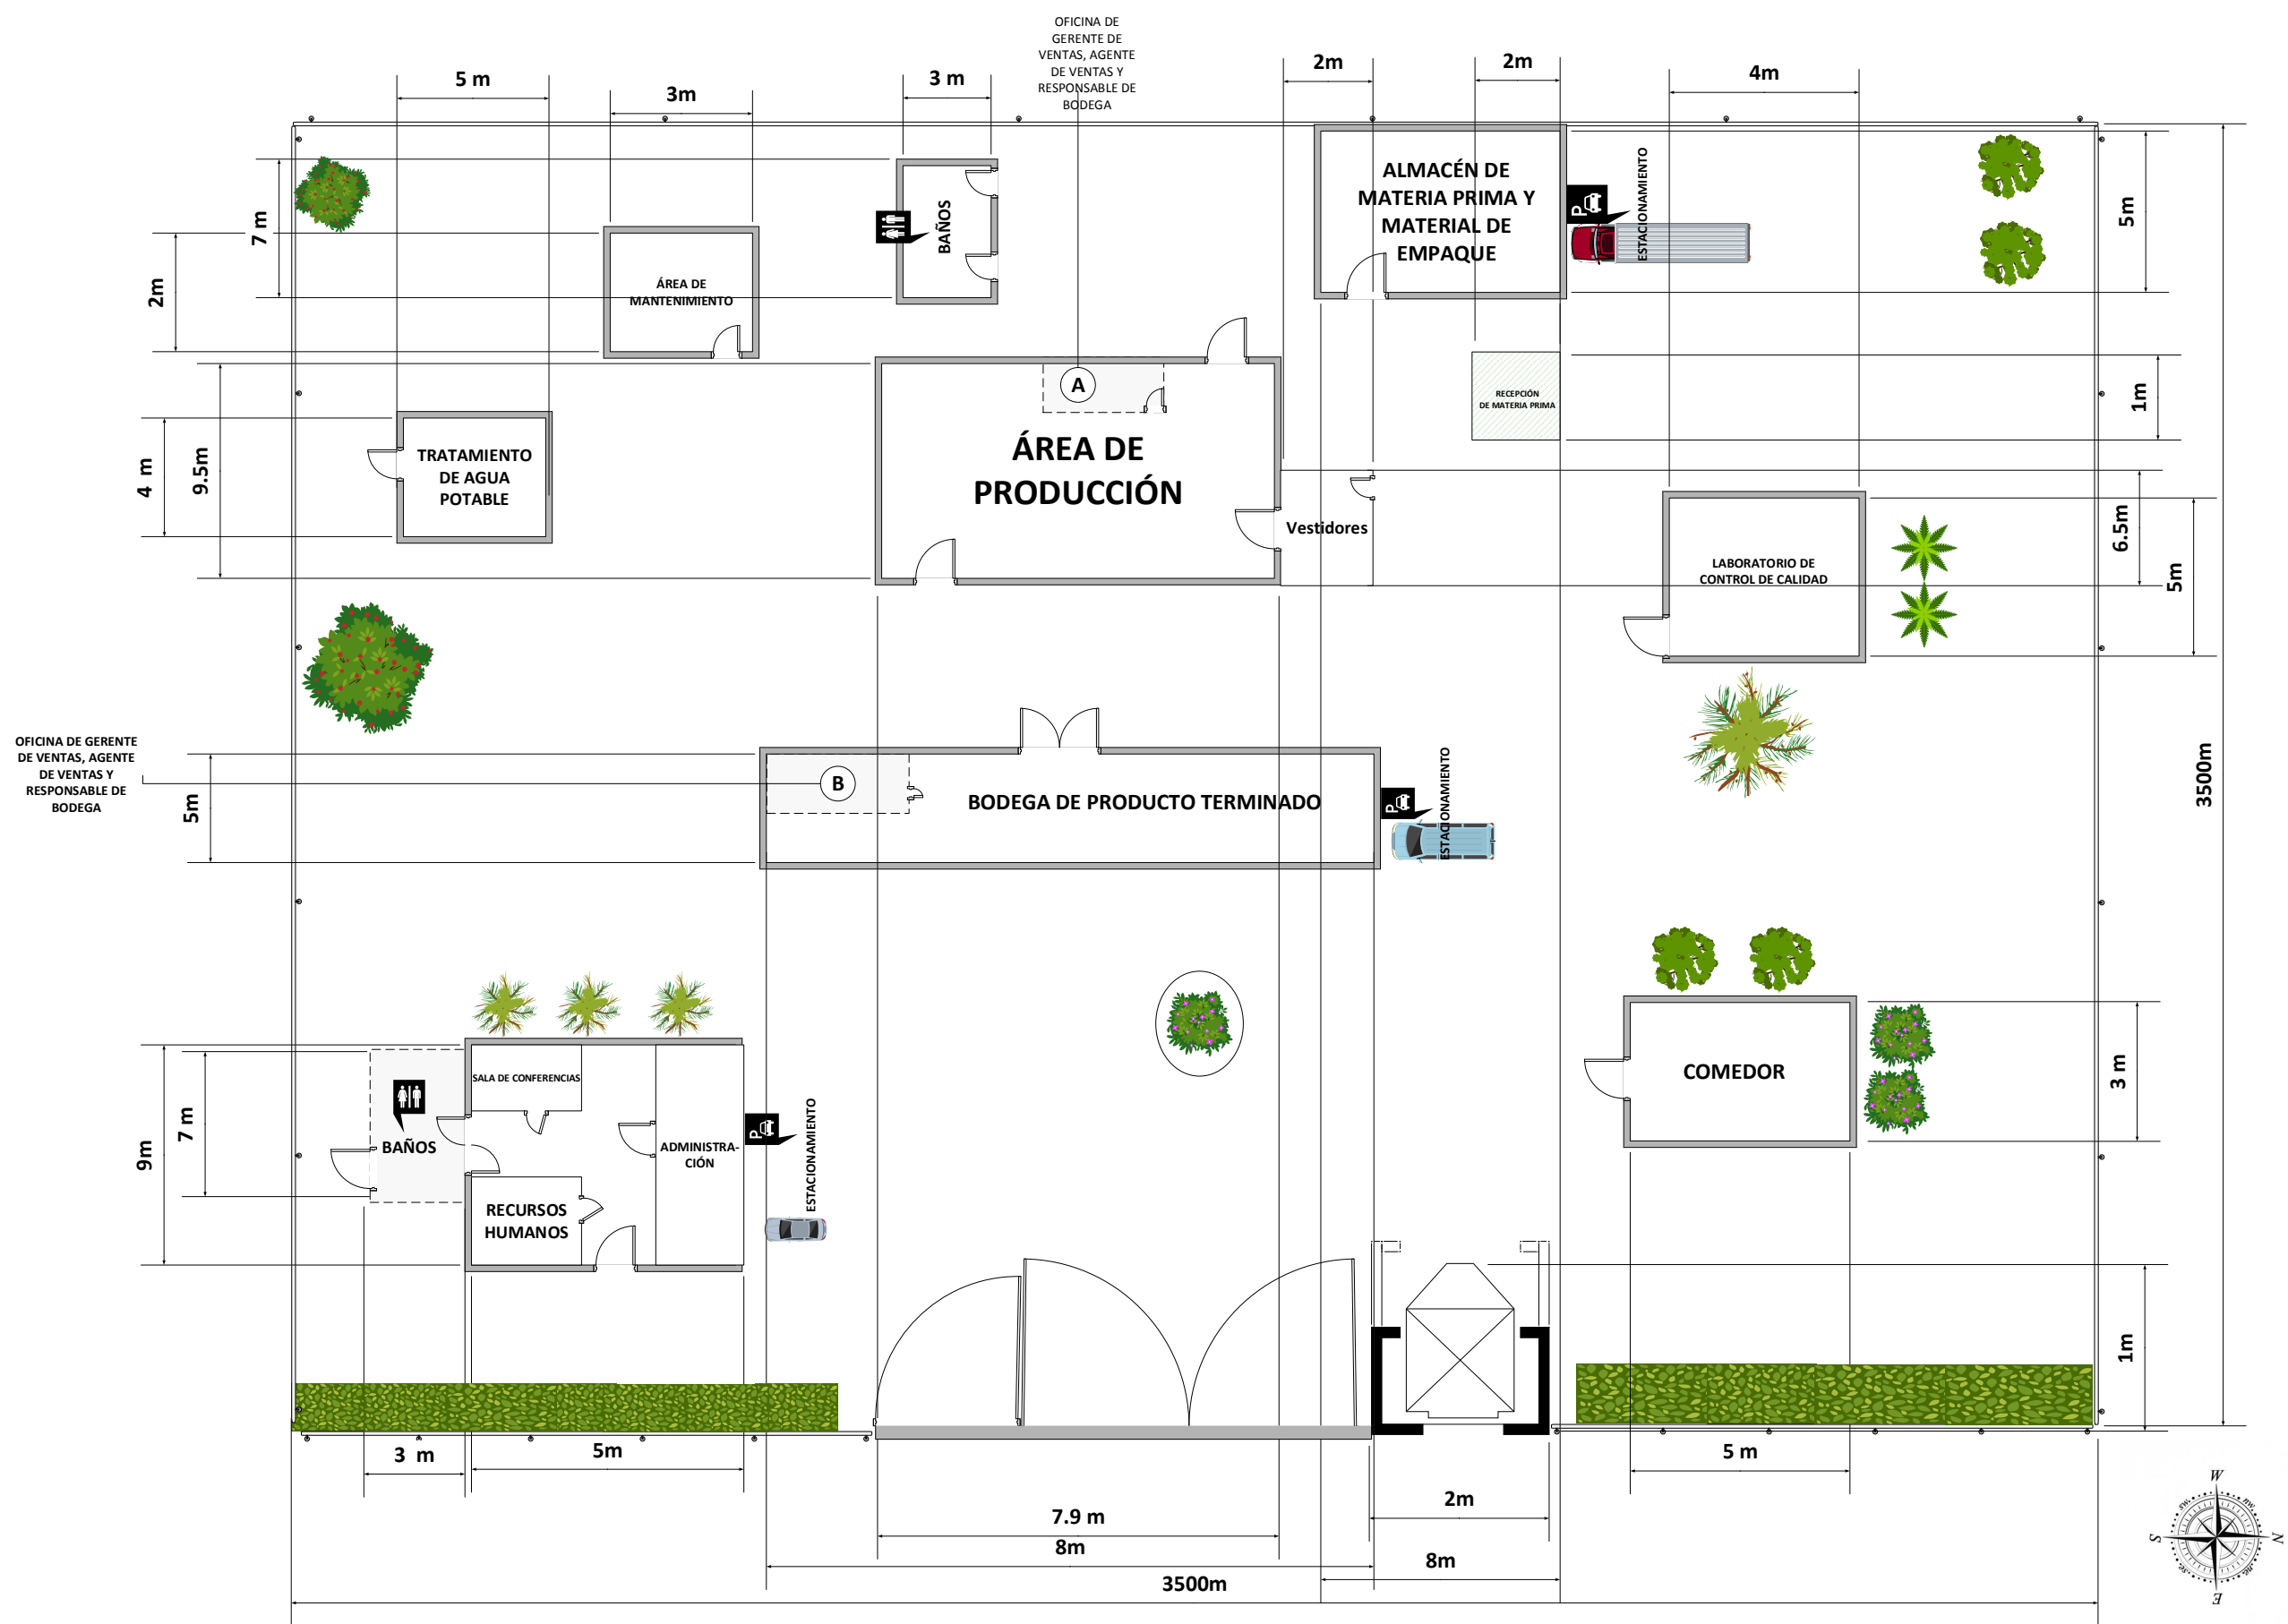 OFICINA DE
GERENTE DE
VENTAS, AGENTE
DE VENTAS Y
RESPONSABLE DE
BODEGA
5 m
3m
3 m
2m
2m
4m
7 m
2m
9.5m
4 m
BAÑOS
ÁREA DE
MANTENIMIENTO
ALMACÉN DE
MATERIA PRIMA Y
MATERIAL DE
EMPAQUE
P
ESTACIONAMIENTO
5m
A
ÁREA DE
PRODUCCIÓN
RECEPCIÓN
DE MATERIA PRIMA
1m
TRATAMIENTO
DE AGUA
POTABLE
Vestidores
6.5m
LABORATORIO DE
CONTROL DE CALIDAD
5m
3500m
OFICINA DE GERENTE
DE VENTAS, AGENTE
DE VENTAS Y
RESPONSABLE DE
BODEGA
5m
B
BODEGA DE PRODUCTO TERMINADO
P
ESTACIONAMIENTO
9m
7 m
BAÑOS
SALA DE CONFERENCIAS
ADMINISTRA-
CIÓN
RECURSOS
HUMANOS
P
ESTACIONAMIENTO
COMEDOR
3 m
1m
3 m
5m
5 m
7.9 m
8m
2m
8m
3500m
W
SW
NW
S
N
SE
NE
E